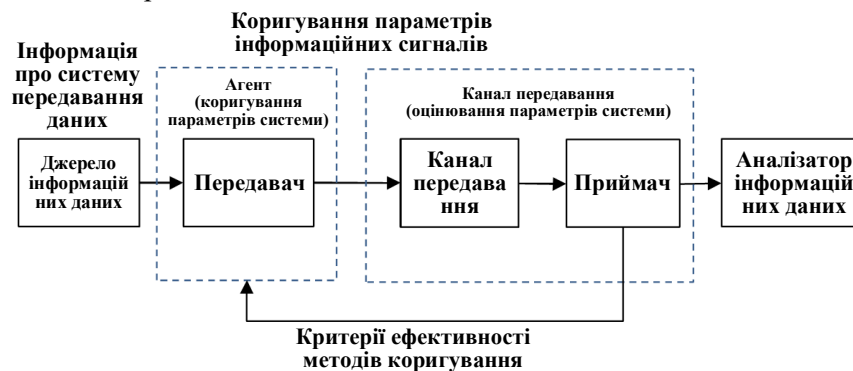 Коригування параметрів
інформаційних сигналів
Інформація
про систему
передавання
даних
Агент
(коригування
параметрів системи)
Канал передавання
(оцінювання параметрів системи)
Джерело
інформацій
них даних
Передавач
Канал
передава
ння
Приймач
Аналізатор
інформацій
них даних
Критерії ефективності
методів коригування